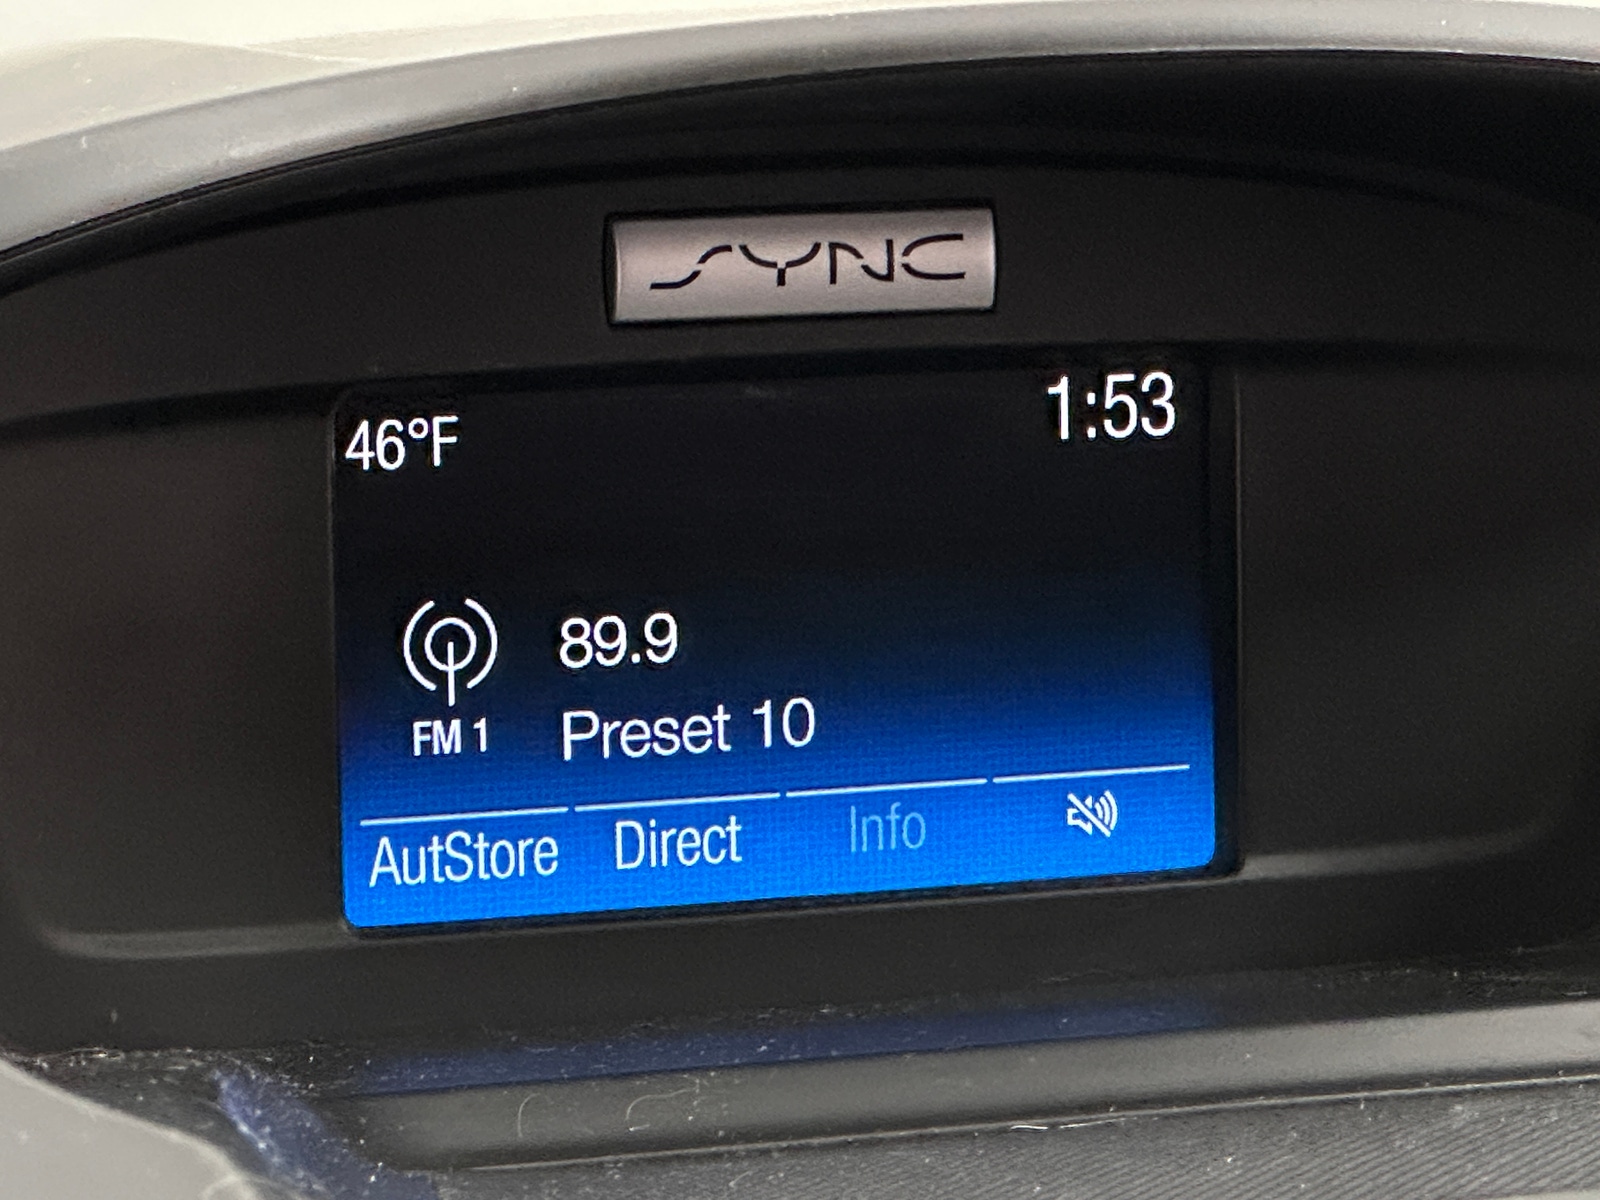 SYNC
46°F
1:53
89.9
FM 1
Preset 10
AutStore
Direct
Info